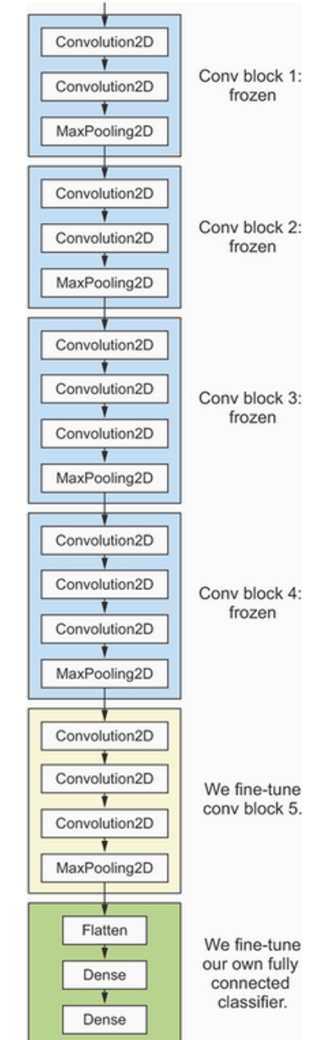 Convolution2D
Convolution2D
MaxPooling2D
Conv block 1:
frozen
Convolution2D
Convolution2D
MaxPooling2D
Conv block 2:
frozen
Convolution2D
Convolution2D
Convolution2D
MaxPooling2D
Conv block 3:
frozen
Convolution2D
Convolution2D
Convolution2D
MaxPooling2D
Conv block 4:
frozen
Convolution2D
Convolution2D
Convolution2D
MaxPooling2D
We fine-tune
conv block 5.
Flatten
Dense
Dense
We fine-tune
our own fully
connected
classifier.